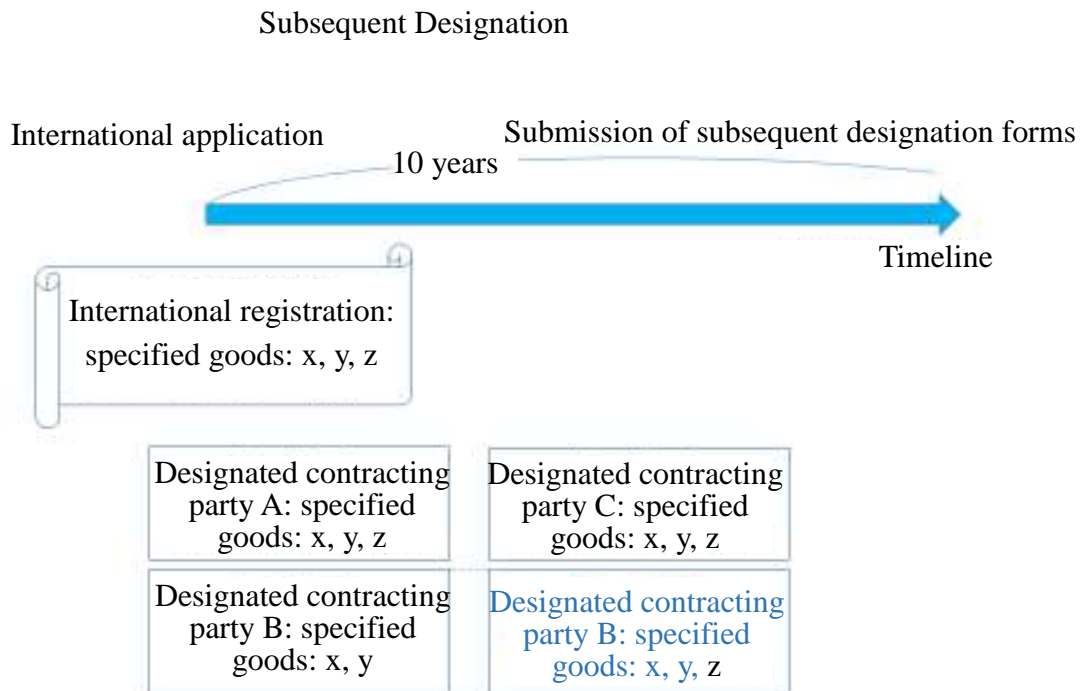 Subsequent Designation
International application
Submission of subsequent designation forms
10 years
Timeline
International registration:
specified goods: x, y, z
Designated contracting
party A: specified
goods: x, y, z
Designated contracting
party C: specified
goods: x, y, z
Designated contracting
party B: specified
goods: x, y
Designated contracting
party B: specified
goods: x, y, z